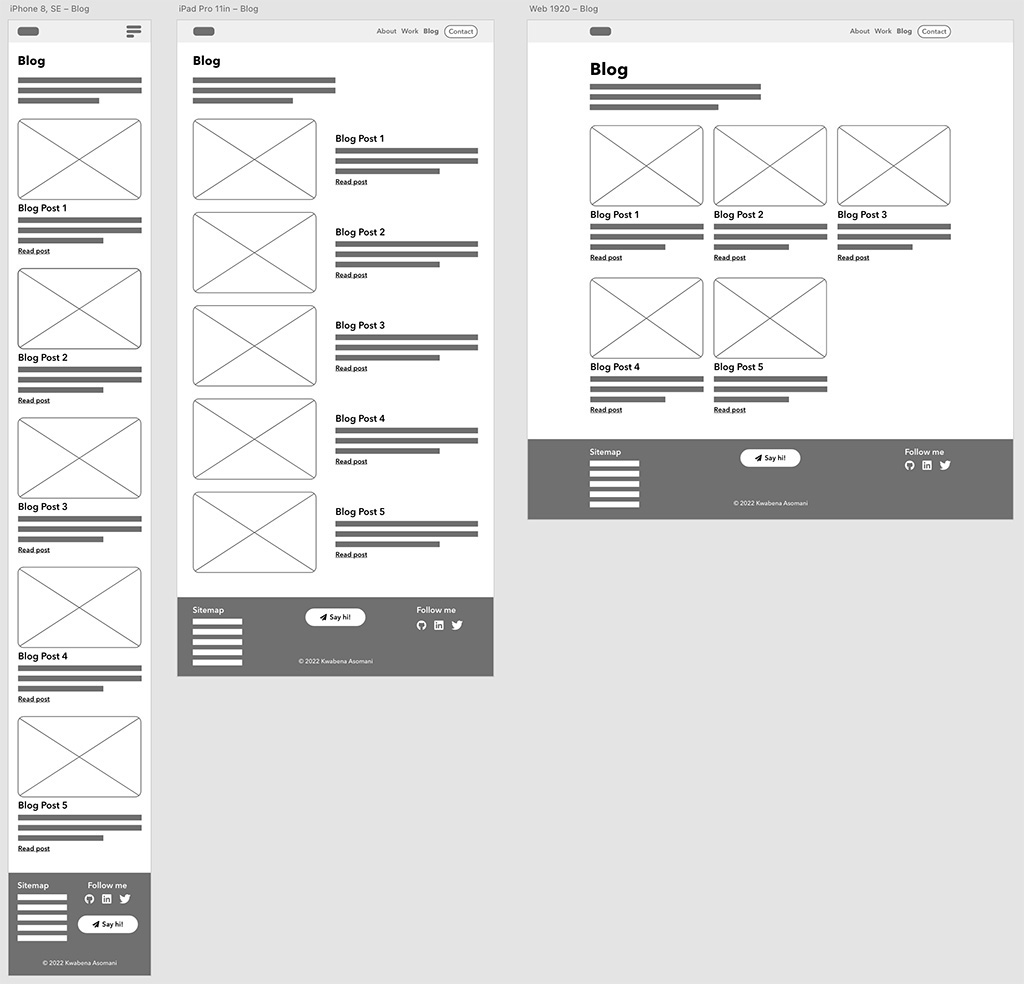 iPhone 8, SE – Blog
Blog
Blog Post 1
Read post
Blog Post 2
Read post
Blog Post 3
Read post
Blog Post 4
Read post
Blog Post 5
Read post
Sitemap
Follow me
Say hi!
© 2022 Kwabena Asomani
iPad Pro 11in – Blog
About Work Blog Contact
Blog
Blog Post 1
Read post
Blog Post 2
Read post
Blog Post 3
Read post
Blog Post 4
Read post
Blog Post 5
Read post
Sitemap
Say hi!
Follow me
© 2022 Kwabena Asomani
Web 1920 – Blog
About Work Blog Contact
Blog
Blog Post 1
Read post
Blog Post 2
Read post
Blog Post 3
Read post
Blog Post 4
Read post
Blog Post 5
Read post
Sitemap
Say hi!
Follow me
© 2022 Kwabena Asomani